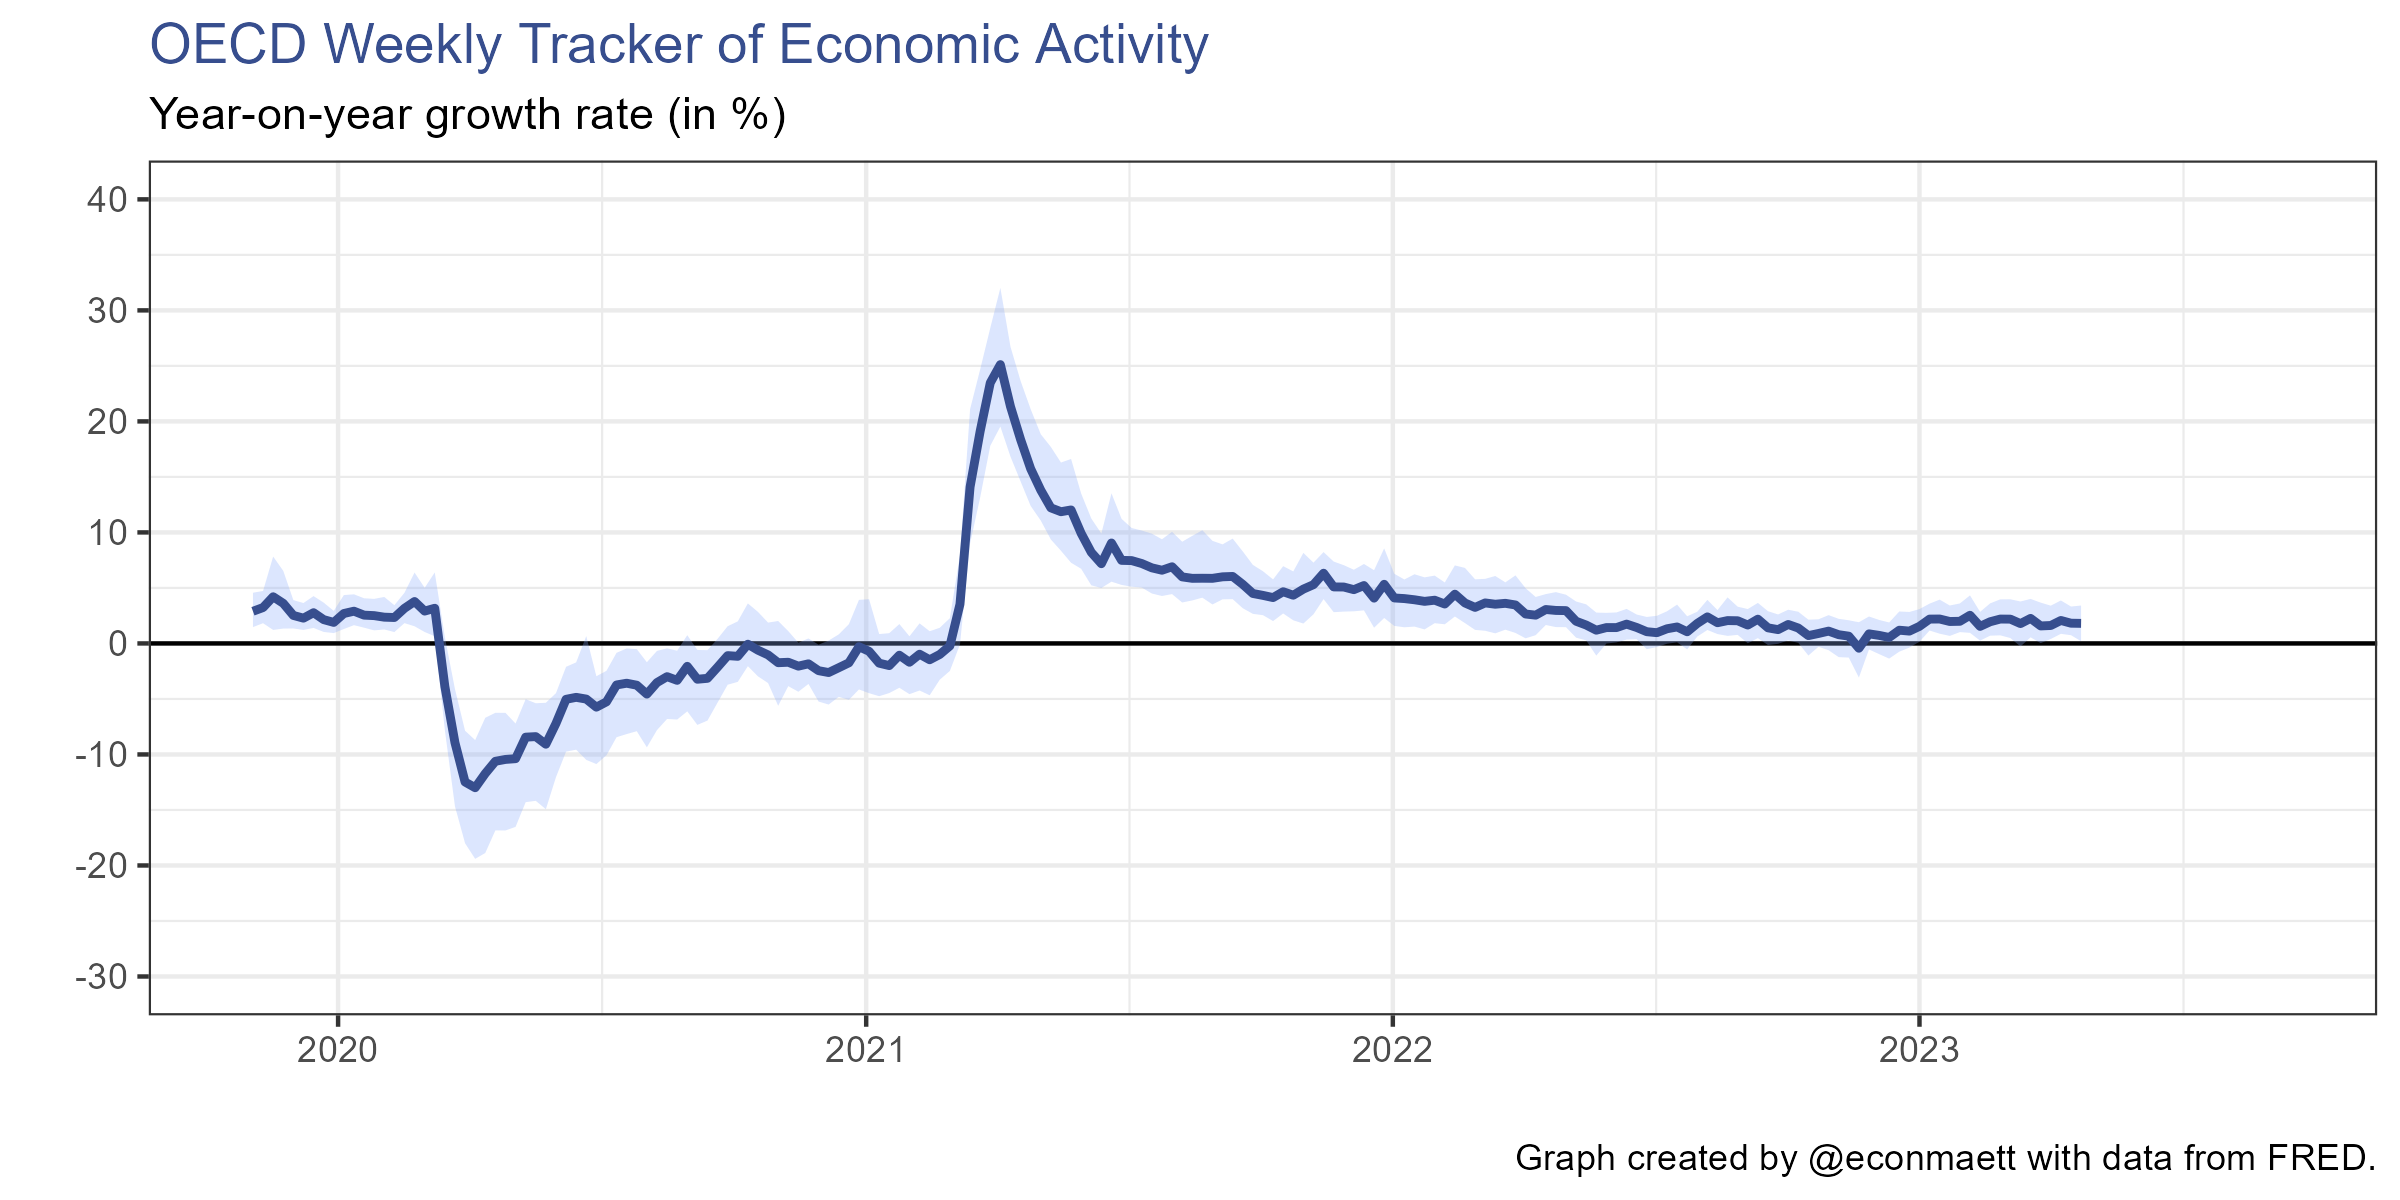 OECD Weekly Tracker of Economic Activity
Year-on-year growth rate (in %)
40
30
20
10
0
-10
-20
-30
2020 2021 2022 2023
Graph created by @econmaett with data from FRED.